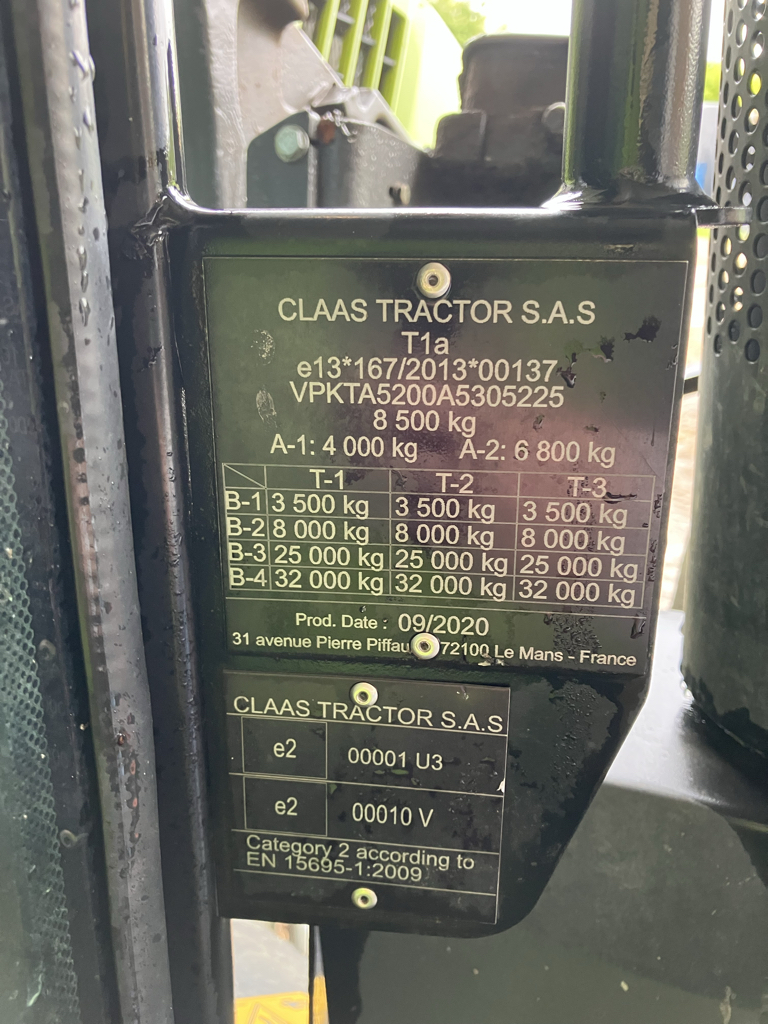 CLAAS TRACTOR S.A.S
T1a
e13*167/2013*00137
VPKTA5200A5305225
8 500 kg
A-1: 4 000 kg A-2: 6 800 kg
T-1 T-2 T-3
B-1 3 500 kg 3 500 kg 3 500 kg
B-2 8 000 kg 8 000 kg 8 000 kg
B-3 25 000 kg 25 000 kg 25 000 kg
B-4 32 000 kg 32 000 kg 32 000 kg
Prod. Date : 09/2020
31 avenue Pierre 72100 Le Mans - France
CLAAS TRACTOR S.A.S
e2 00001 U3
e2 00010 V
Category 2 according to
EN 15695-1:2009